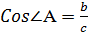 Cos∠A = b/c